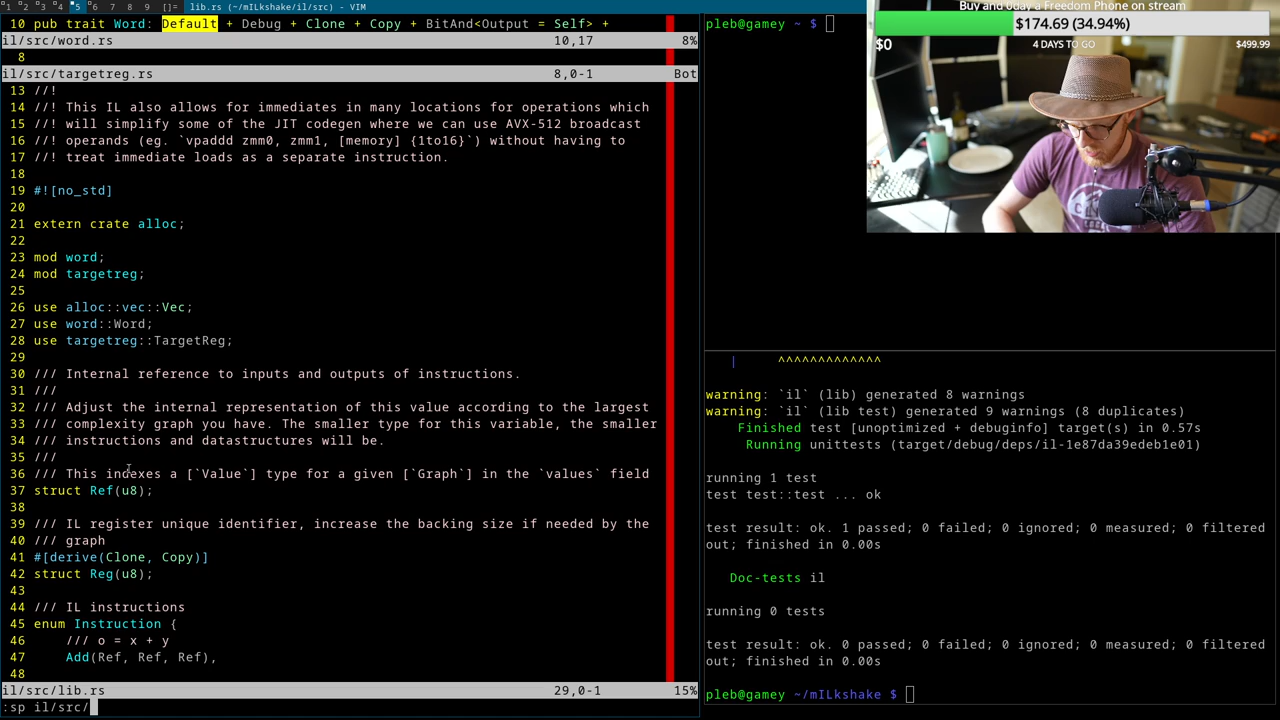 1 2 3 4 5 6 7 8 9 []= lib.rs (~/mILkshake/il/src) - VIM
10 pub trait Word: Default + Debug + Clone + Copy + BitAnd<Output = Self> +
il/src/word.rs 10,17 8%
8
il/src/targetreg.rs 8,0-1 Bot
13 //!
14 //! This IL also allows for immediates in many locations for operations which
15 //! will simplify some of the JIT codegen where we can use AVX-512 broadcast
16 //! operands (eg. `vpaddd zmm0, zmm1, [memory] {1to16}`) without having to
17 //! treat immediate loads as a separate instruction.
18
19 #![no_std]
20
21 extern crate alloc;
22
23 mod word;
24 mod targetreg;
25
26 use alloc::vec::Vec;
27 use word::Word;
28 use targetreg::TargetReg;
29
30 /// Internal reference to inputs and outputs of instructions.
31 ///
32 /// Adjust the internal representation of this value according to the largest
33 /// complexity graph you have. The smaller type for this variable, the smaller
34 /// instructions and datastructures will be.
35 ///
36 /// This indexes a [`Value`] type for a given [`Graph`] in the `values` field
37 struct Ref(u8);
38
39 /// IL register unique identifier, increase the backing size if needed by the
40 /// graph
41 #[derive(Clone, Copy)]
42 struct Reg(u8);
43
44 /// IL instructions
45 enum Instruction {
46 /// o = x + y
47 Add(Ref, Ref, Ref),
48
il/src/lib.rs 29,0-1 15%
:sp il/src/
pleb@gamey ~ $
Buy and 0day a Freedom Phone on stream
$174.69 (34.94%)
$0 4 DAYS TO GO $499.99
| ^^^^^^^^^^^^^
warning: `il` (lib) generated 8 warnings
warning: `il` (lib test) generated 9 warnings (8 duplicates)
Finished test [unoptimized + debuginfo] target(s) in 0.57s
Running unittests (target/debug/deps/il-1e87da39edeb1e01)
running 1 test
test test::test ... ok
test result: ok. 1 passed; 0 failed; 0 ignored; 0 measured; 0 filtered
out; finished in 0.00s
Doc-tests il
running 0 tests
test result: ok. 0 passed; 0 failed; 0 ignored; 0 measured; 0 filtered
out; finished in 0.00s
pleb@gamey ~/mILkshake $